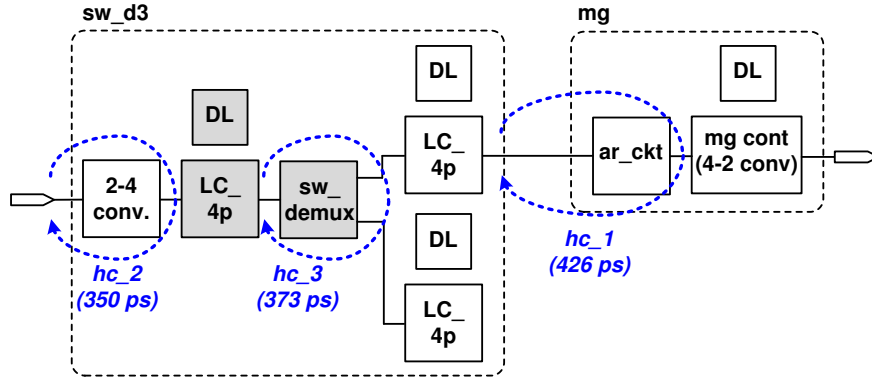 sw_d3
mg
DL
DL
DL
LC_
4p
ar_ckt
mg cont
(4-2 conv)
2-4
conv.
LC_
4p
sw_
demux
DL
hc_1
(426 ps)
hc_2
(350 ps)
hc_3
(373 ps)
LC_
4p